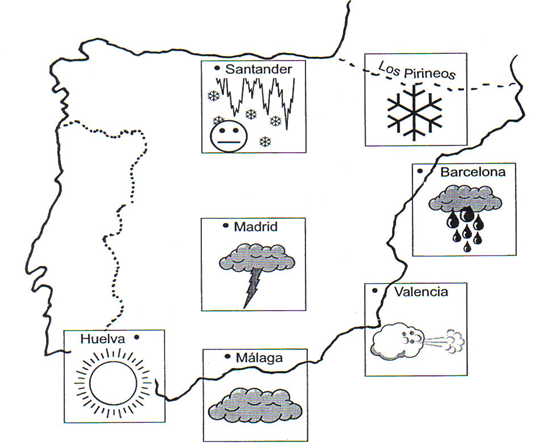 Santander
Los Pirineos
Barcelona
Madrid
Valencia
Huelva
Málaga